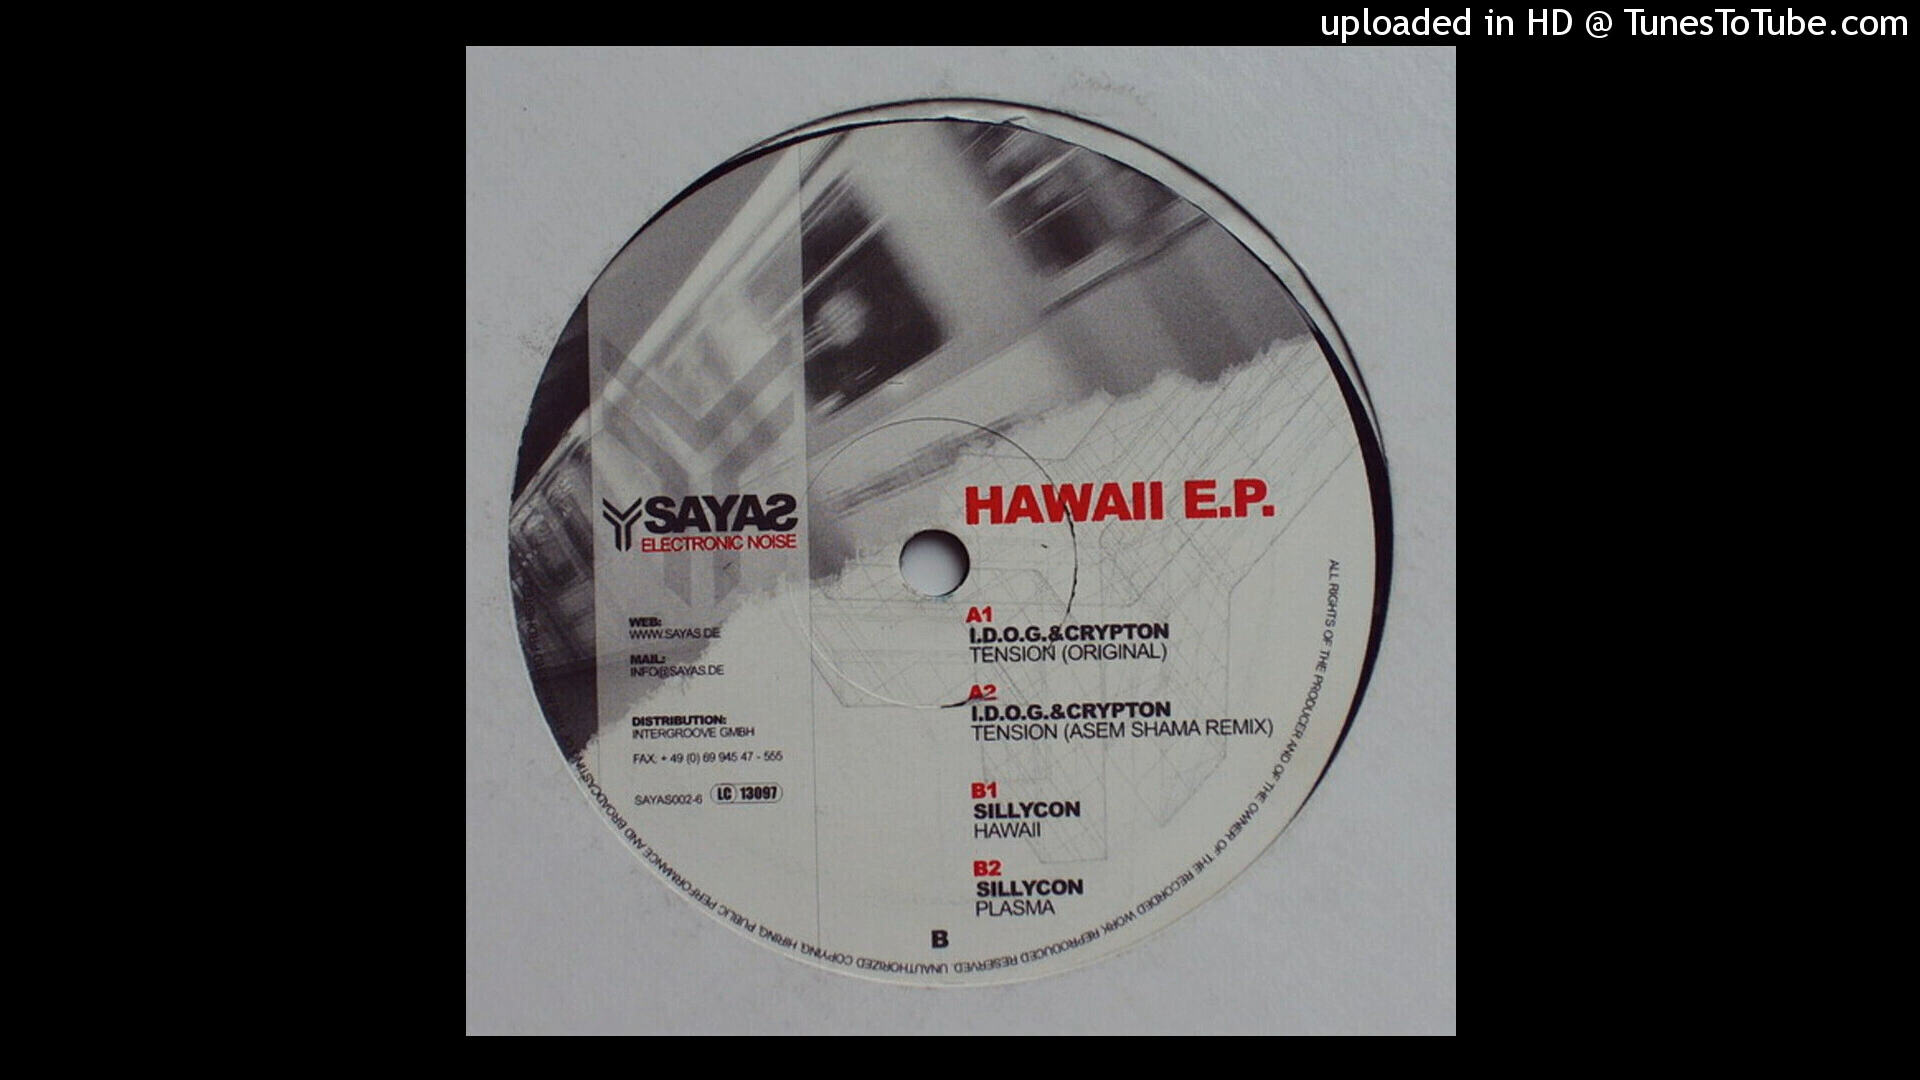 uploaded in HD @ TunesToTube.com
SAYAS
ELECTRONIC NOISE
HAWAII E.P.
WEB:
WWW.SAYAS.DE
MAIL:
INFO@SAYAS.DE
DISTRIBUTION:
INTERGROOVE GMBH
FAX: + 49 (0) 69 945 47 - 555
SAYAS002-6 LC 13097
A1
I.D.O.G.&CRYPTON
TENSION (ORIGINAL)
A2
I.D.O.G.&CRYPTON
TENSION (ASEM SHAMA REMIX)
B1
SILLYCON
HAWAII
B2
SILLYCON
PLASMA
B
ALL RIGHTS OF THE PRODUCER AND OF THE OWNER OF THE RECORDED WORK REPRODUCED RESERVED. UNAUTHORIZED COPYING, HIRING, PUBLIC PERFORMANCE AND BROADCASTING